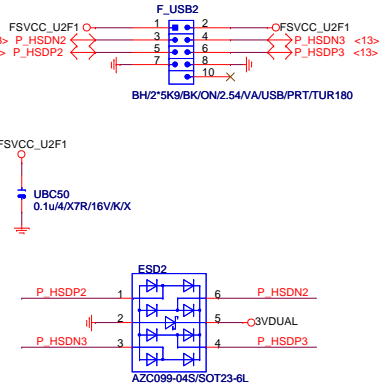 F_USB2
FSVCC_U2F1 1 2 FSVCC_U2F1
P_HSDN2 3 4 P_HSDN3 <13>
P_HSDP2 5 6 P_HSDP3 <13>
7 8
10
BH/2*5K9/BK/ON/2.54/VA/USB/PRT/TUR180
FSVCC_U2F1
UBC50
0.1u/4/X7R/16V/K/X
ESD2
P_HSDP2 1 6 P_HSDN2
2 5 3VDUAL
P_HSDN3 3 4 P_HSDP3
AZC099-04S/SOT23-6L